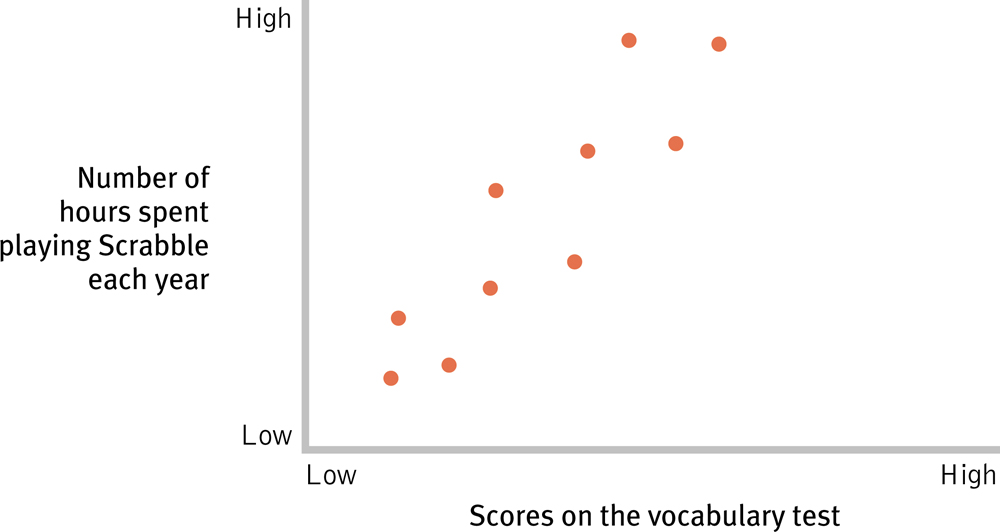 High
Number of
hours spent
playing Scrabble
each year
Low
Low
High
Scores on the vocabulary test